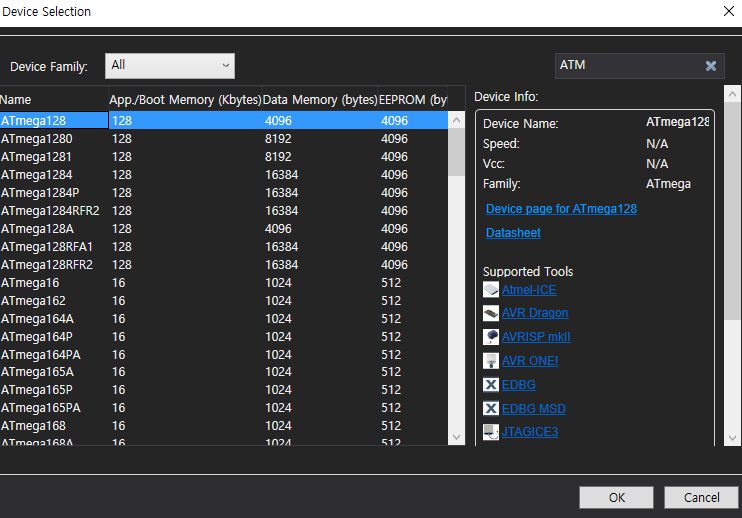 Device Selection
Device Family: All ATM
Name App./Boot Memory (Kbytes) Data Memory (bytes) EEPROM (by
ATmega128 128 4096 4096
ATmega1280 128 8192 4096
ATmega1281 128 8192 4096
ATmega1284 128 16384 4096
ATmega1284P 128 16384 4096
ATmega1284RFR2 128 16384 4096
ATmega128A 128 4096 4096
ATmega128RFA1 128 16384 4096
ATmega128RFR2 128 16384 4096
ATmega16 16 1024 512
ATmega162 16 1024 512
ATmega164A 16 1024 512
ATmega164P 16 1024 512
ATmega164PA 16 1024 512
ATmega165A 16 1024 512
ATmega165P 16 1024 512
ATmega165PA 16 1024 512
ATmega168 16 1024 512
ATmega168A 16 1024 512
Device Info:
Device Name: ATmega128
Speed: N/A
Vcc: N/A
Family: ATmega
Device page for ATmega128
Datasheet
Supported Tools
Atmel-ICE
AVR Dragon
AVRISP mkII
AVR ONE!
EDBG
EDBG MSD
JTAGICE3
OK Cancel